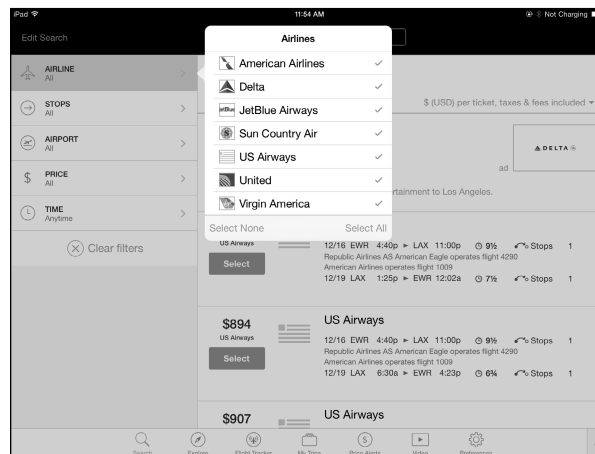 iPad
11:54 AM
Not Charging
Edit Search
Airlines
American Airlines
Delta
jetBlue JetBlue Airways
Sun Country Air
US Airways
United
Virgin America
Select None Select All
AIRLINE
All
STOPS
All
AIRPORT
All
$ PRICE
All
TIME
Anytime
Clear filters
$ (USD) per ticket, taxes & fees included
DELTA
ad
rtainment to Los Angeles.
US Airways
Select
12/16 EWR 4:40p ► LAX 11:00p 9½ Stops 1
Republic Airlines AS American Eagle operates flight 4290
American Airlines operates flight 1009
12/19 LAX 1:25p ► EWR 12:02a 7½ Stops 1
$894
US Airways
Select
US Airways
12/16 EWR 4:40p ► LAX 11:00p 9½ Stops 1
Republic Airlines AS American Eagle operates flight 4290
American Airlines operates flight 1009
12/19 LAX 6:30a ► EWR 4:23p 6¾ Stops 1
$907
US Airways
Search
Explore
Flight Tracker
My Trips
Price Alerts
Video
Preferences